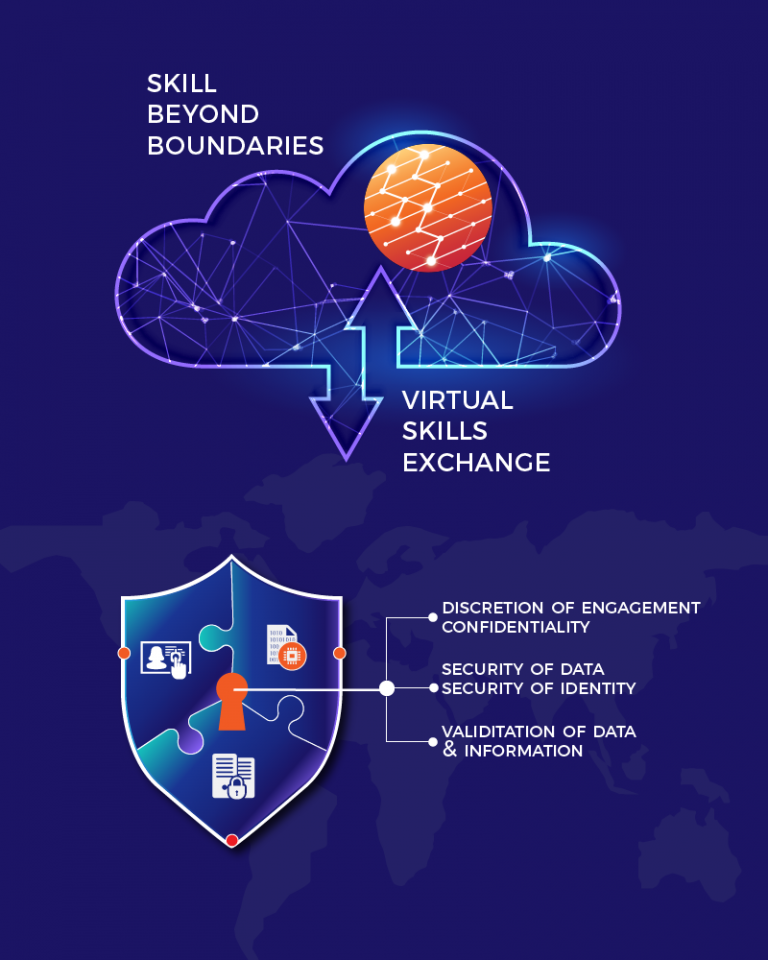 SKILL
BEYOND
BOUNDARIES
VIRTUAL
SKILLS
EXCHANGE
DISCRETION OF ENGAGEMENT
CONFIDENTIALITY
SECURITY OF DATA
SECURITY OF IDENTITY
VALIDITATION OF DATA
& INFORMATION